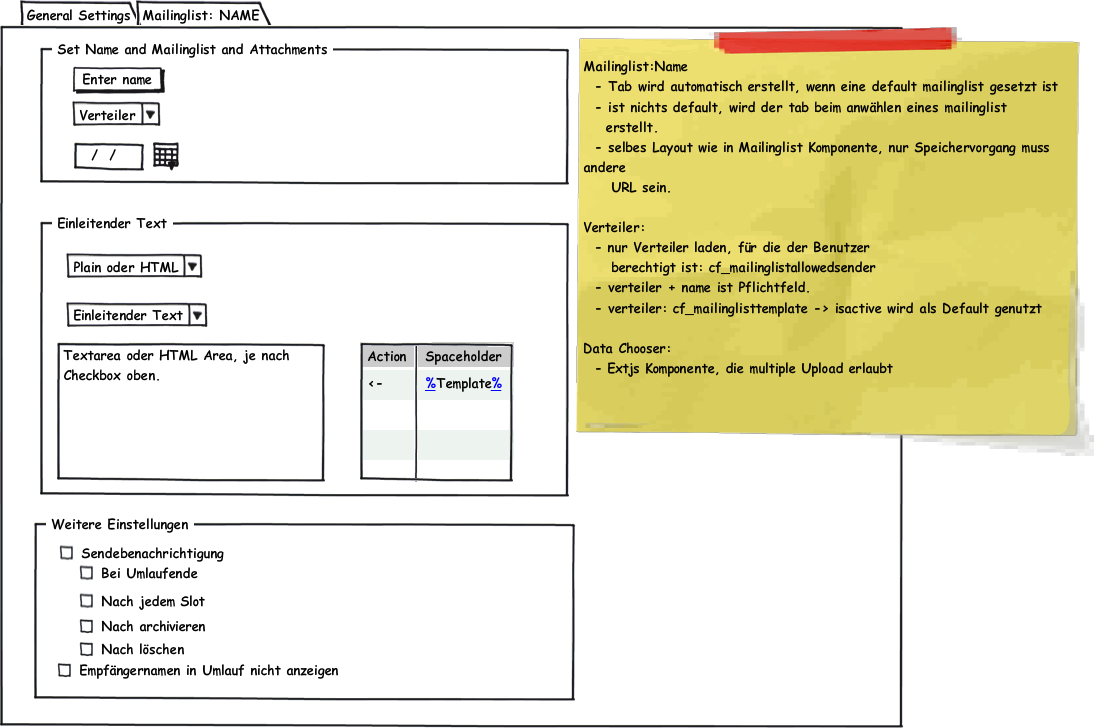 General Settings
Mailinglist: NAME
Set Name and Mailinglist and Attachments
Enter name
Verteiler
/ /
Einleitender Text
Plain oder HTML
Einleitender Text
Textarea oder HTML Area, je nach
Checkbox oben.
Action Spaceholder
<- %Template%
Weitere Einstellungen
Sendebenachrichtigung
Bei Umlaufende
Nach jedem Slot
Nach archivieren
Nach löschen
Empfängernamen in Umlauf nicht anzeigen
Mailinglist:Name
- Tab wird automatisch erstellt, wenn eine default mailinglist gesetzt ist
- ist nichts default, wird der tab beim anwählen eines mailinglist
erstellt.
- selbes Layout wie in Mailinglist Komponente, nur Speichervorgang muss
andere
URL sein.
Verteiler:
- nur Verteiler laden, für die der Benutzer
berechtigt ist: cf_mailinglistallowedsender
- verteiler + name ist Pflichtfeld.
- verteiler: cf_mailinglisttemplate -> isactive wird als Default genutzt
Data Chooser:
- Extjs Komponente, die multiple Upload erlaubt